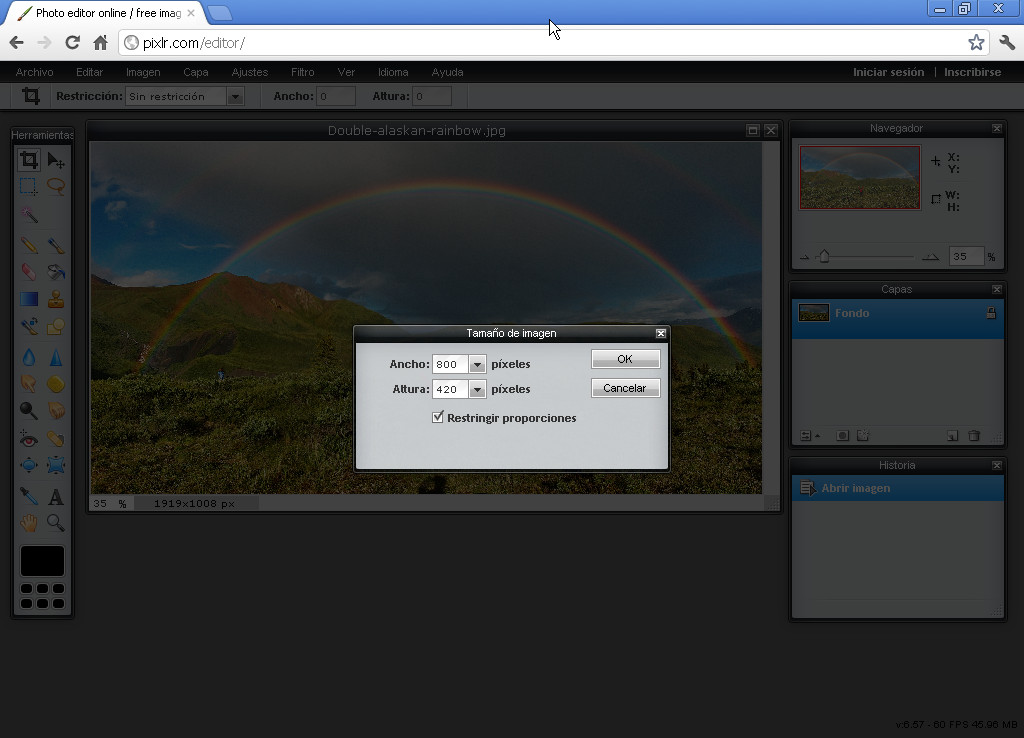 Photo editor online / free imag
pixlr.com/editor/
Archivo Editar Imagen Capa Ajustes Filtro Ver Idioma Ayuda Iniciar sesión | Inscribirse
Restricción: Sin restricción Ancho: 0 Altura: 0
Herramientas
Double-alaskan-rainbow.jpg
35 % 1919x1008 px
Tamaño de imagen
Ancho: 800 píxeles OK
Altura: 420 píxeles Cancelar
Restringir proporciones
Navegador
X:
Y:
W:
H:
35 %
Capas
Fondo
Historia
Abrir imagen
v:6.57 - 60 FPS 45.96 MB